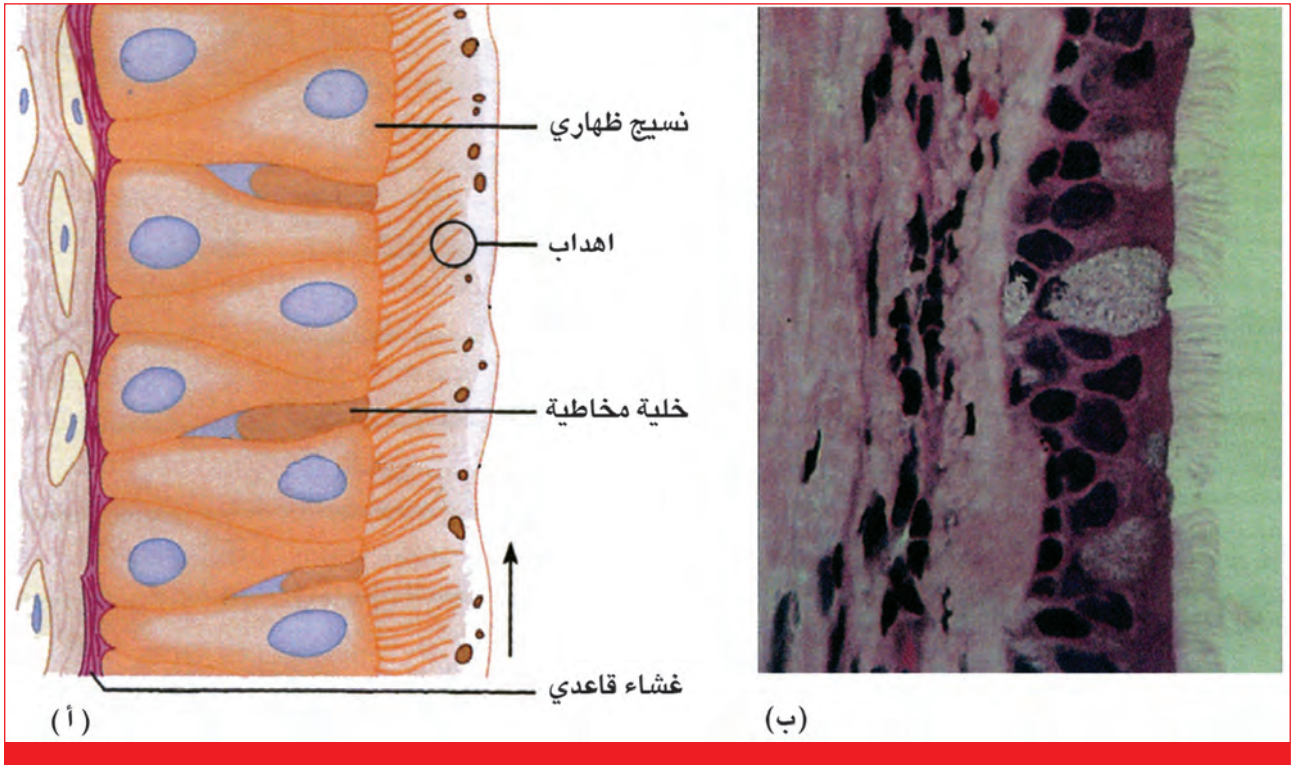 نسيج ظهاري
اهداب
خلية مخاطية
غشاء قاعدي
(أ)
(ب)